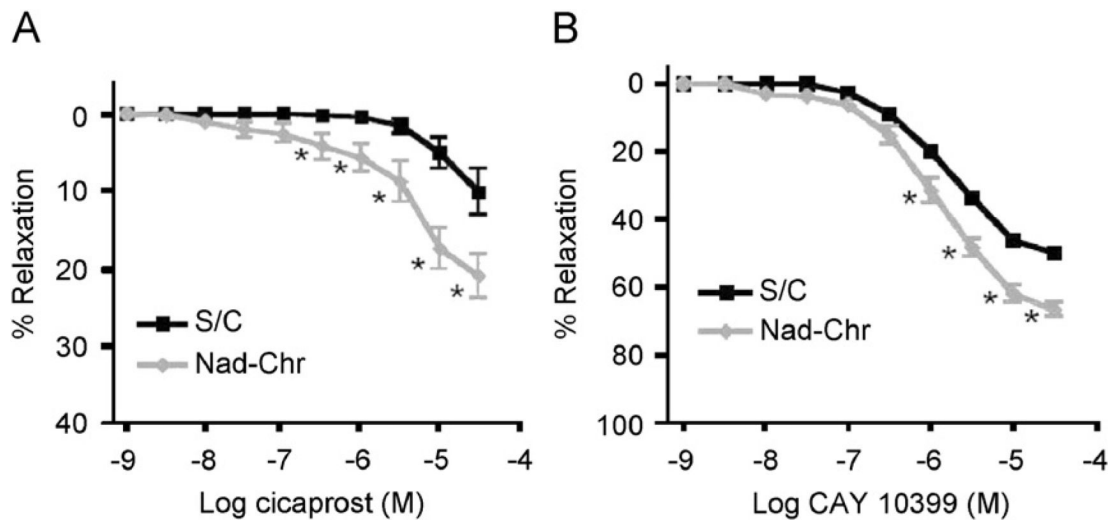 A
0
10
20
30
40
% Relaxation
* * * * *
S/C
Nad-Chr
-9 -8 -7 -6 -5 -4
Log cicaprost (M)
B
0
20
40
60
80
100
% Relaxation
* * * *
S/C
Nad-Chr
-9 -8 -7 -6 -5 -4
Log CAY 10399 (M)